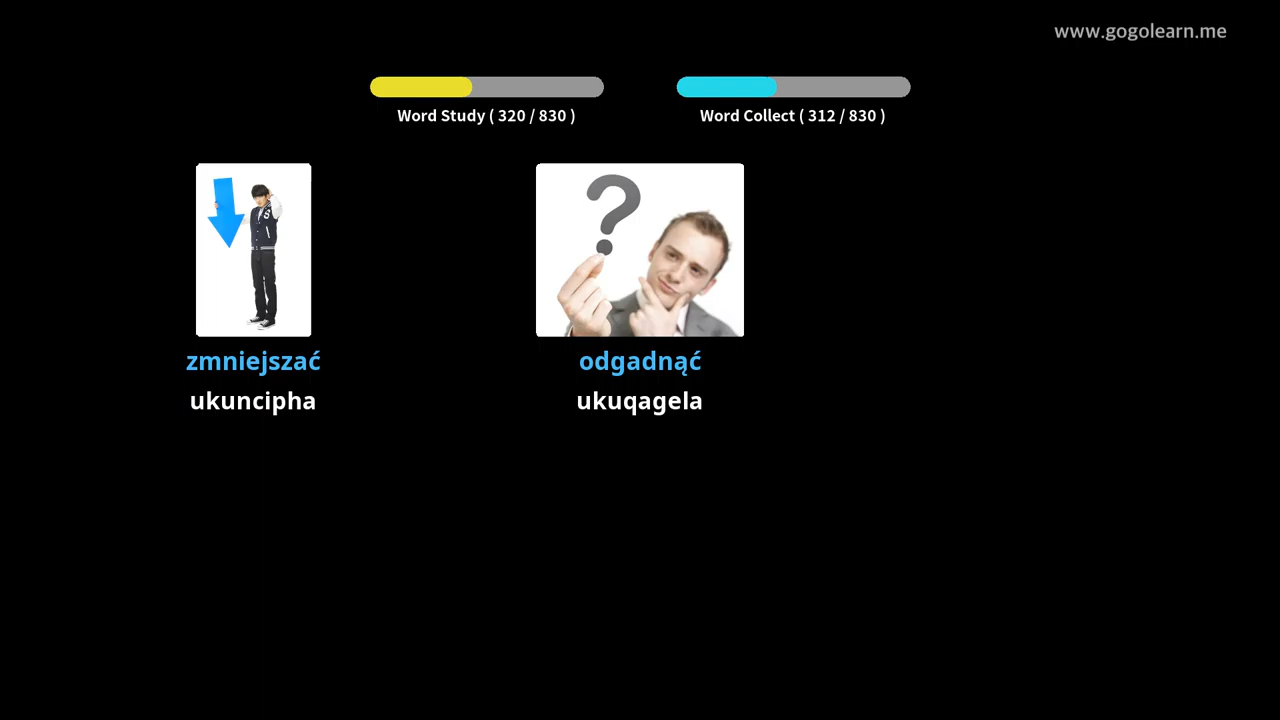 www.gogolearn.me
Word Study ( 320 / 830 )
Word Collect ( 312 / 830 )
zmniejszać
odgadnąć
ukuncipha
ukuqagela